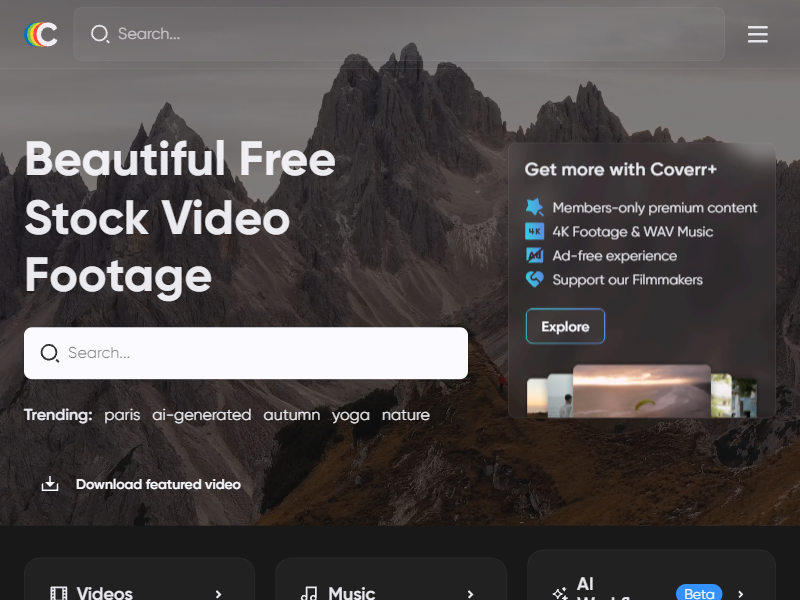 Search...
Beautiful Free
Stock Video
Footage
Search...
Trending: paris ai-generated autumn yoga nature
Download featured video
Get more with Coverr+
Members-only premium content
4K Footage & WAV Music
Ad-free experience
Support our Filmmakers
Explore
Videos
Music
AI
Beta